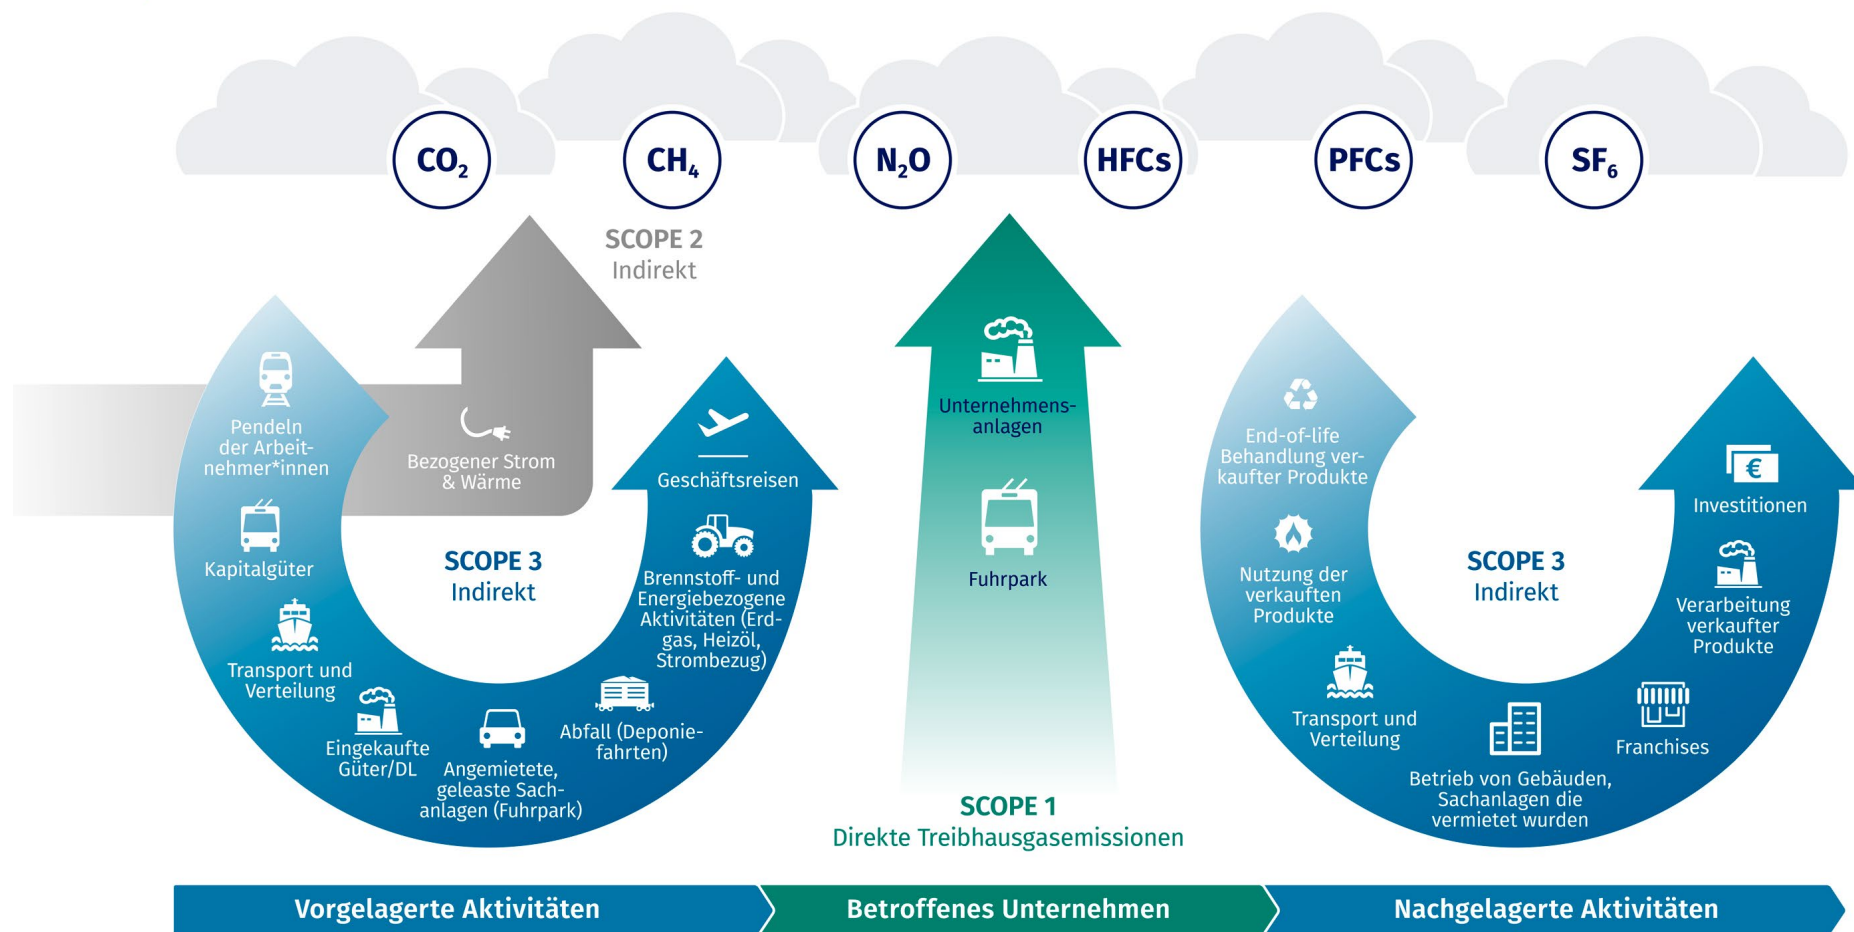 CO₂
CH₄
N₂O
HFCs
PFCs
SF₆
SCOPE 2
Indirekt
Bezogener Strom
& Wärme
Pendeln
der Arbeit-
nehmer*innen
Kapitalgüter
Transport und
Verteilung
Eingekaufte
Güter/DL
Angemietete,
geleaste Sach-
anlagen (Fuhrpark)
Abfall (Deponie-
fahrten)
Brennstoff- und
Energiebezogene
Aktivitäten (Erd-
gas, Heizöl,
Strombezug)
Geschäftsreisen
SCOPE 3
Indirekt
Unternehmens-
anlagen
Fuhrpark
SCOPE 1
Direkte Treibhausgasemissionen
End-of-life
Behandlung ver-
kaufter Produkte
Nutzung der
verkauften
Produkte
Transport und
Verteilung
Betrieb von Gebäuden,
Sachanlagen die
vermietet wurden
Franchises
Verarbeitung
verkaufter
Produkte
€
Investitionen
SCOPE 3
Indirekt
Vorgelagerte Aktivitäten
Betroffenes Unternehmen
Nachgelagerte Aktivitäten